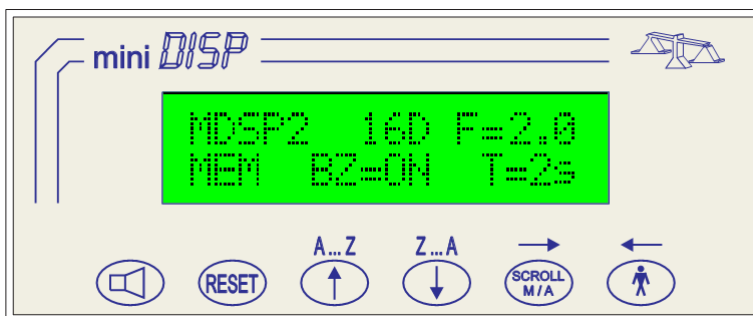 mini DISP
MDSP2 16D F=2.0
MEM BZ=ON T=2s
A...Z Z...A
RESET SCROLL M/A